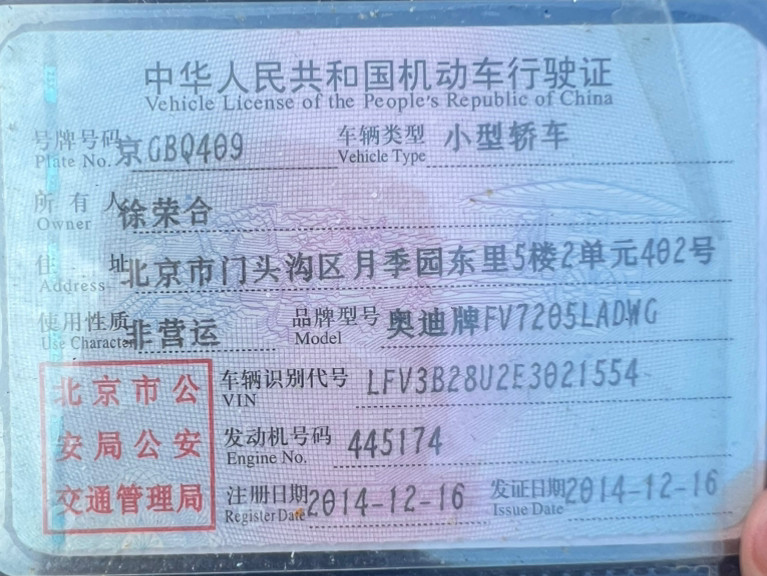 中华人民共和国机动车行驶证
Vehicle License of the People's Republic of China
号牌号码 京GBQ409 车辆类型 小型轿车
Plate No. Vehicle Type
所有人 徐荣合
Owner
住址 北京市门头沟区月季园东里5楼2单元402号
Address
使用性质 非营运 品牌型号 奥迪牌FV7205LADWG
Use Character Model
北京市公安局公安交通管理局
车辆识别代号 LFV3B28U2E3021554
VIN
发动机号码 445174
Engine No.
注册日期 2014-12-16 发证日期 2014-12-16
Register Date Issue Date